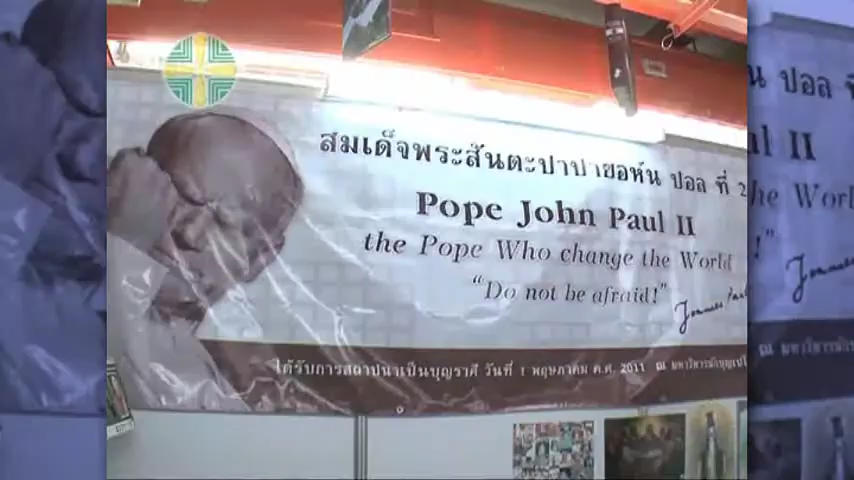 สมเด็จพระสันตะปาปายอห์น ปอล ที่ 2
Pope John Paul II
the Pope Who change the World
"Do not be afraid!"
ได้รับการสถาปนาเป็นบุญราศี วันที่ 1 พฤษภาคม ค.ศ. 2011 ณ